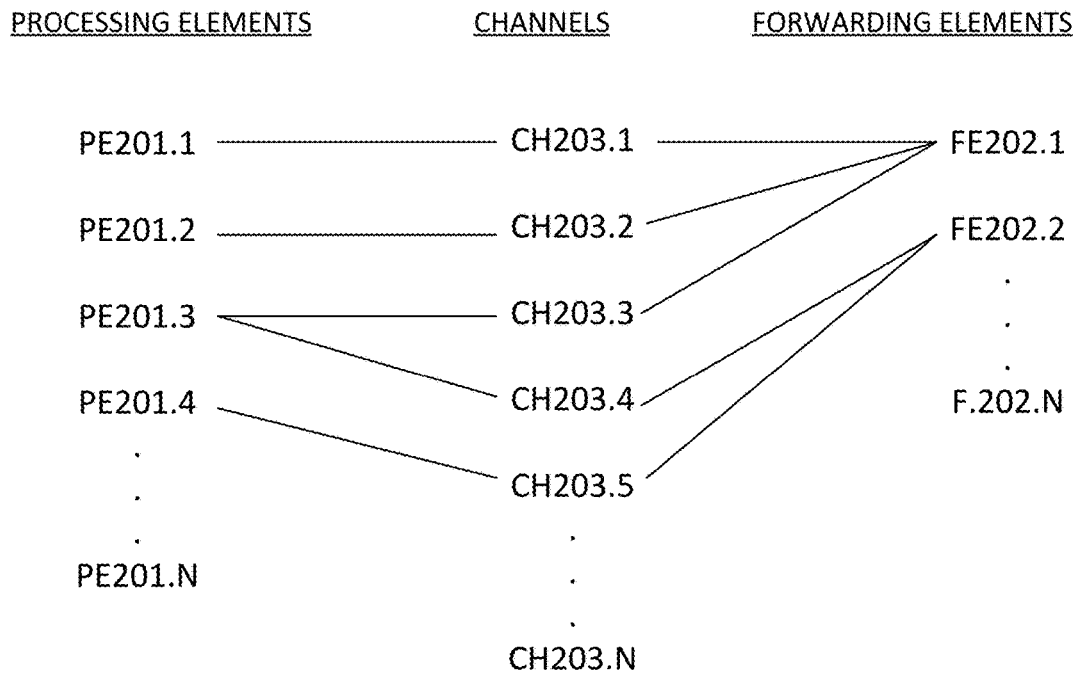 PROCESSING ELEMENTS CHANNELS FORWARDING ELEMENTS
PE201.1 CH203.1 FE202.1
PE201.2 CH203.2 FE202.2
PE201.3 CH203.3
PE201.4 CH203.4 F.202.N
CH203.5
PE201.N
CH203.N